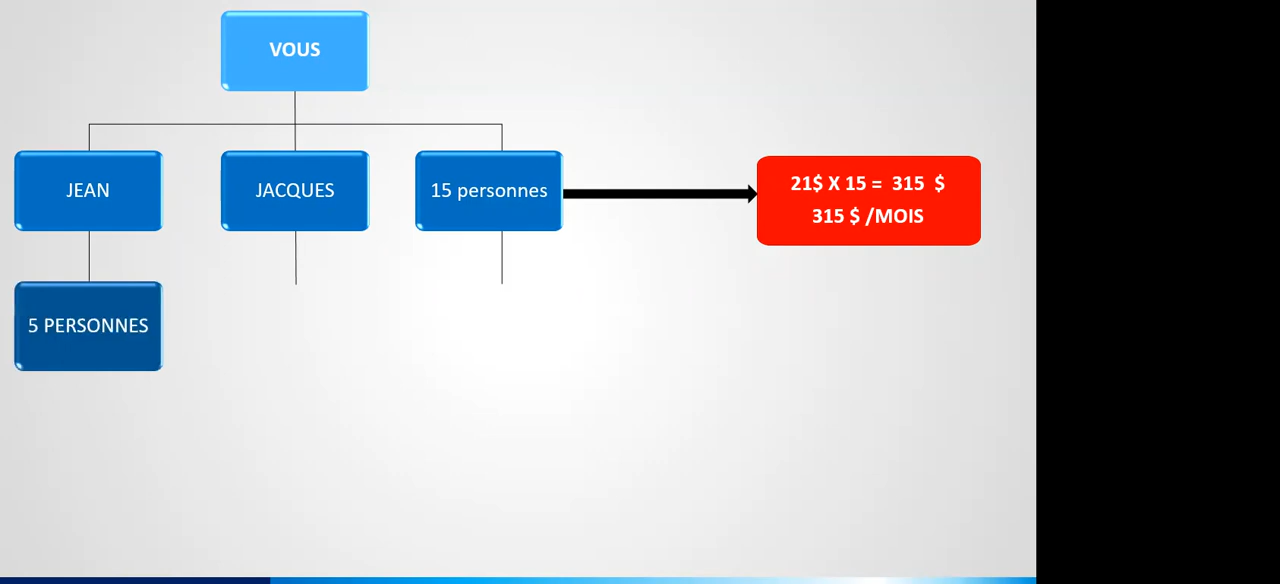 VOUS
JEAN
JACQUES
15 personnes
21$ X 15 = 315 $
315 $ /MOIS
5 PERSONNES